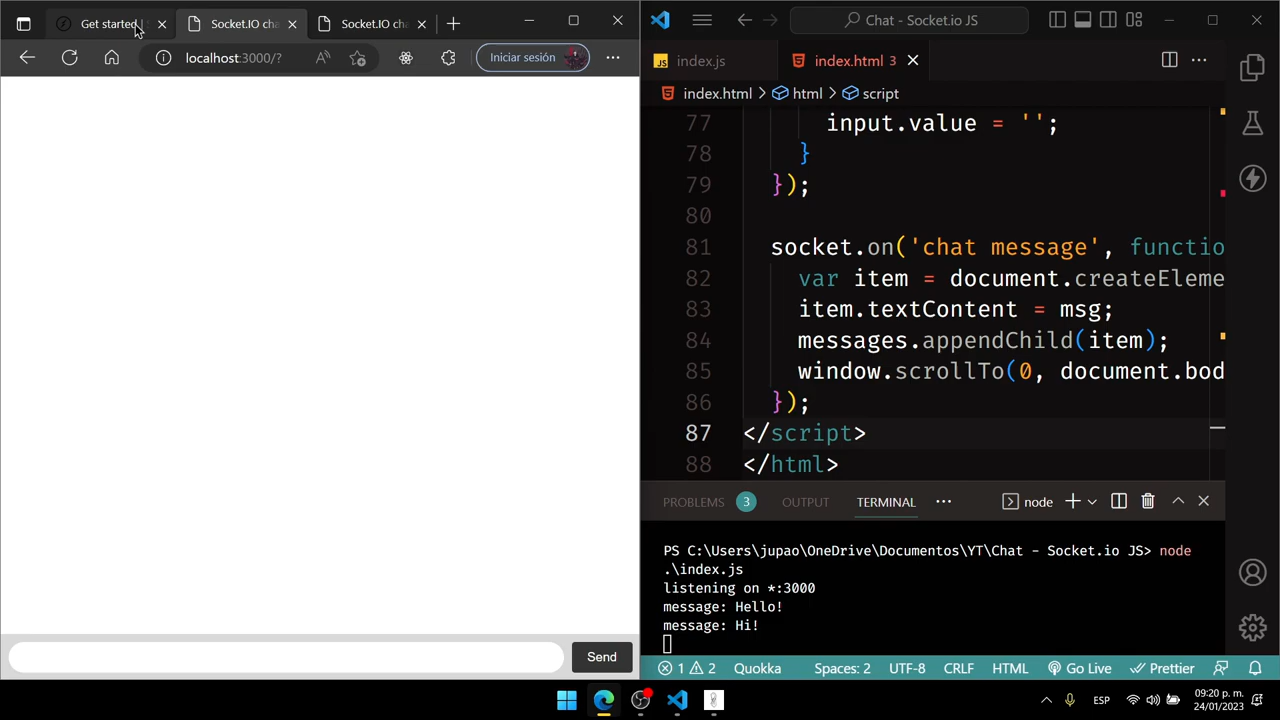 Get started |
Socket.IO cha
Socket.IO cha
localhost:3000/?
Iniciar sesión
Send
Chat - Socket.io JS
JS index.js
index.html 3
index.html > html > script
77 input.value = '';
78 }
79 });
80
81 socket.on('chat message', functio
82 var item = document.createEleme
83 item.textContent = msg;
84 messages.appendChild(item);
85 window.scrollTo(0, document.bod
86 });
87 </script>
88 </html>
PROBLEMS 3 OUTPUT TERMINAL ··· node
PS C:\Users\jupao\OneDrive\Documentos\YT\Chat - Socket.io JS> node
.\index.js
listening on *:3000
message: Hello!
message: Hi!
1 2 Quokka Spaces: 2 UTF-8 CRLF HTML Go Live Prettier
ESP 09:20 p. m.
24/01/2023